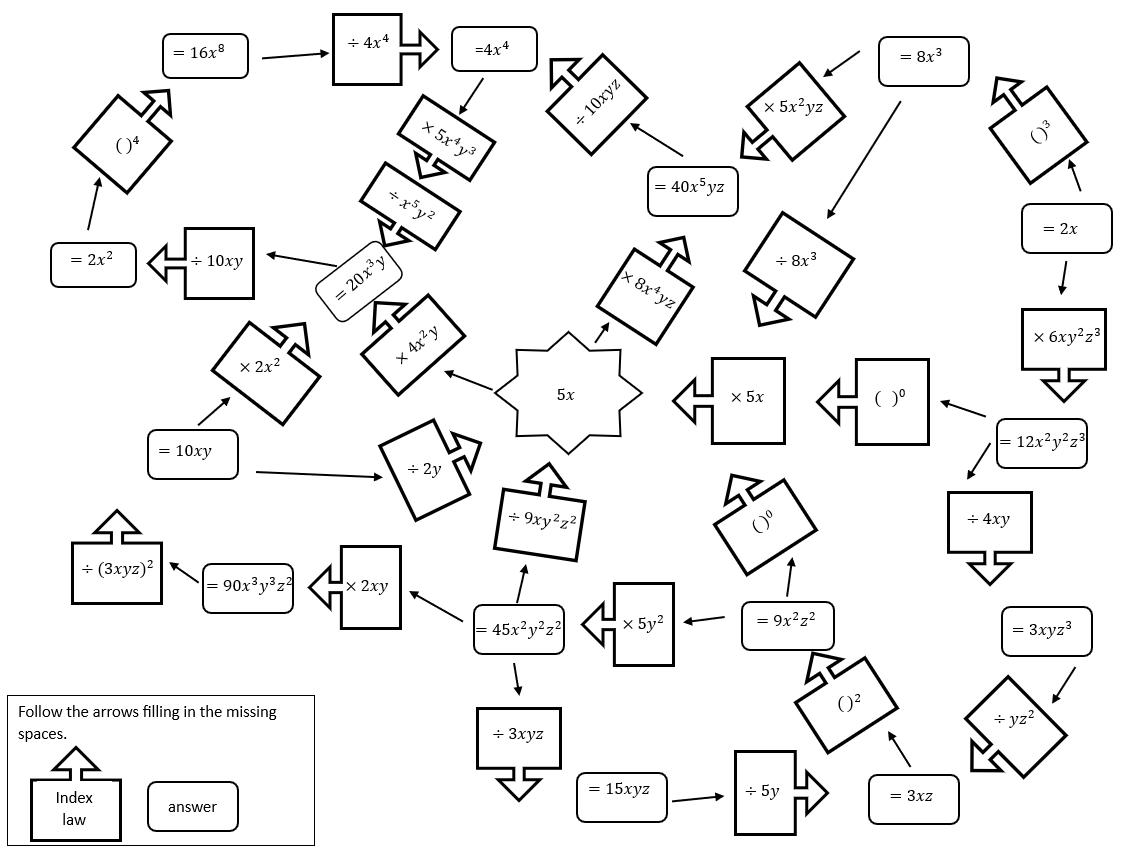 = 16x⁸
÷ 4x⁴
=4x⁴
= 8x³
÷ 10xyz
× 5x²yz
( )³
( )⁴
× 5x⁴y³
÷ x⁵y²
= 40x⁵yz
= 2x
= 2x²
÷ 10xy
= 20x³y
× 8x⁴yz
÷ 8x³
× 6xy²z³
× 2x²
× 4x²y
5x
× 5x
( )⁰
= 12x²y²z³
= 10xy
÷ 2y
÷ 9xy²z²
( )⁰
÷ 4xy
÷ (3xyz)²
= 90x³y³z²
× 2xy
= 45x²y²z²
× 5y²
= 9x²z²
= 3xyz³
Follow the arrows filling in the missing
spaces.
Index
law
answer
÷ 3xyz
( )²
÷ yz²
= 15xyz
÷ 5y
= 3xz